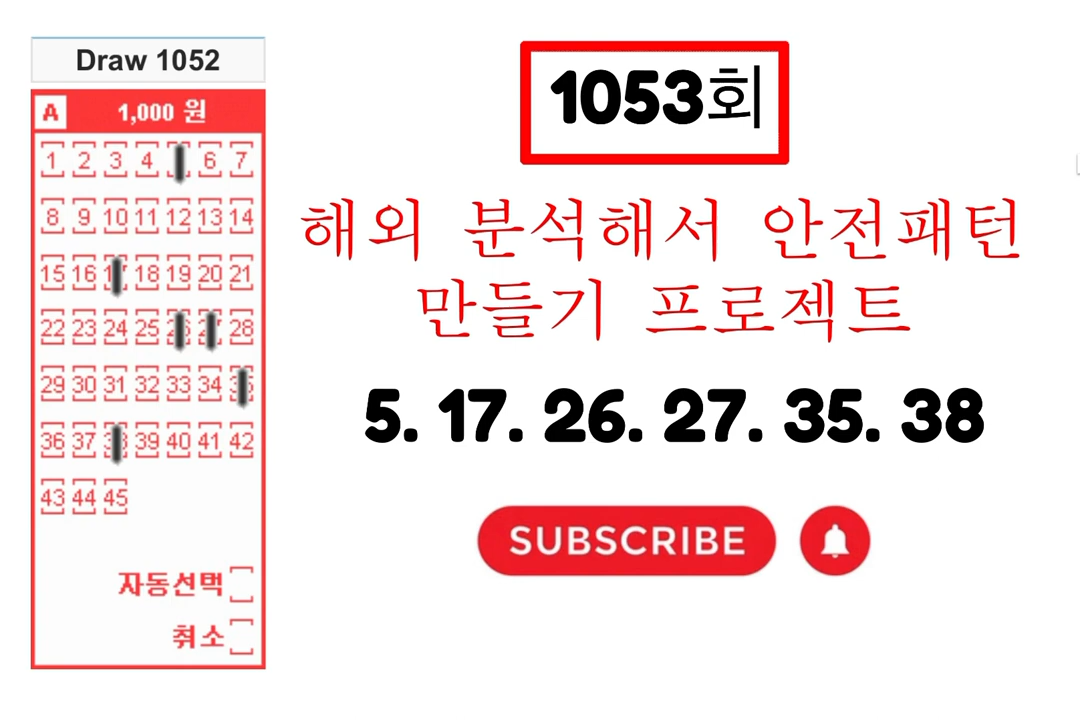 Draw 1052
A 1,000 원
1 2 3 4 6 7
8 9 10 11 12 13 14
15 16 18 19 20 21
22 23 24 25 28
29 30 31 32 33 34
36 37 39 40 41 42
43 44 45
자동선택
취소
1053회
해외 분석해서 안전패턴
만들기 프로젝트
5. 17. 26. 27. 35. 38
SUBSCRIBE